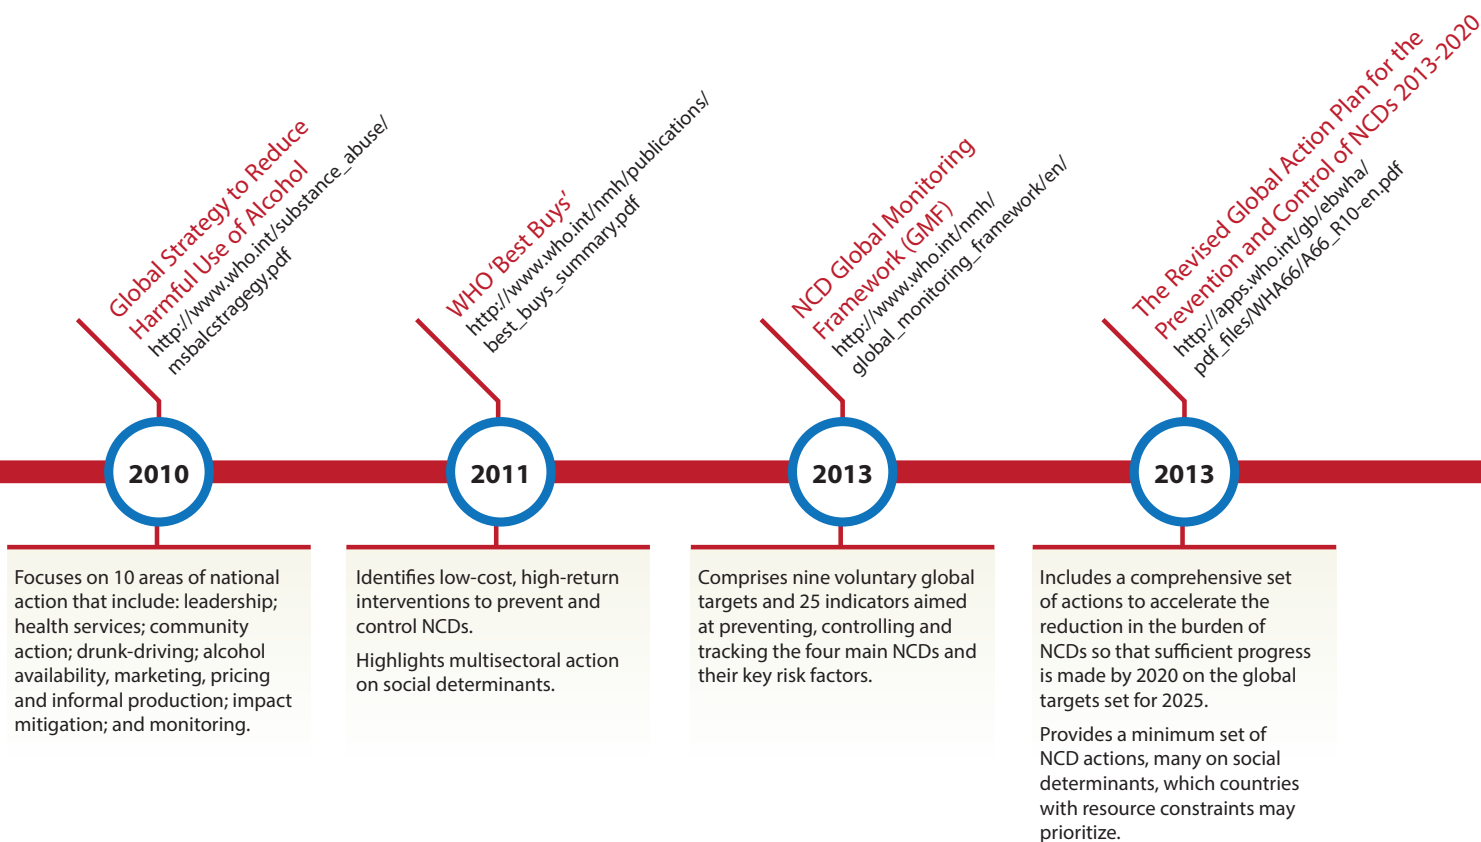 Global Strategy to Reduce
Harmful Use of Alcohol
http://www.who.int/substance_abuse/
msbalcstragegy.pdf
2010
Focuses on 10 areas of national
action that include: leadership;
health services; community
action; drunk-driving; alcohol
availability, marketing, pricing
and informal production; impact
mitigation; and monitoring.
WHO 'Best Buys'
http://www.who.int/nmh/publications/
best_buys_summary.pdf
2011
Identifies low-cost, high-return
interventions to prevent and
control NCDs.
Highlights multisectoral action
on social determinants.
NCD Global Monitoring
Framework (GMF)
http://www.who.int/nmh/
global_monitoring_framework/en/
2013
Comprises nine voluntary global
targets and 25 indicators aimed
at preventing, controlling and
tracking the four main NCDs and
their key risk factors.
The Revised Global Action Plan for the
Prevention and Control of NCDs 2013-2020
http://apps.who.int/gb/ebwha/
pdf_files/WHA66/A66_R10-en.pdf
2013
Includes a comprehensive set
of actions to accelerate the
reduction in the burden of
NCDs so that sufficient progress
is made by 2020 on the global
targets set for 2025.
Provides a minimum set of
NCD actions, many on social
determinants, which countries
with resource constraints may
prioritize.